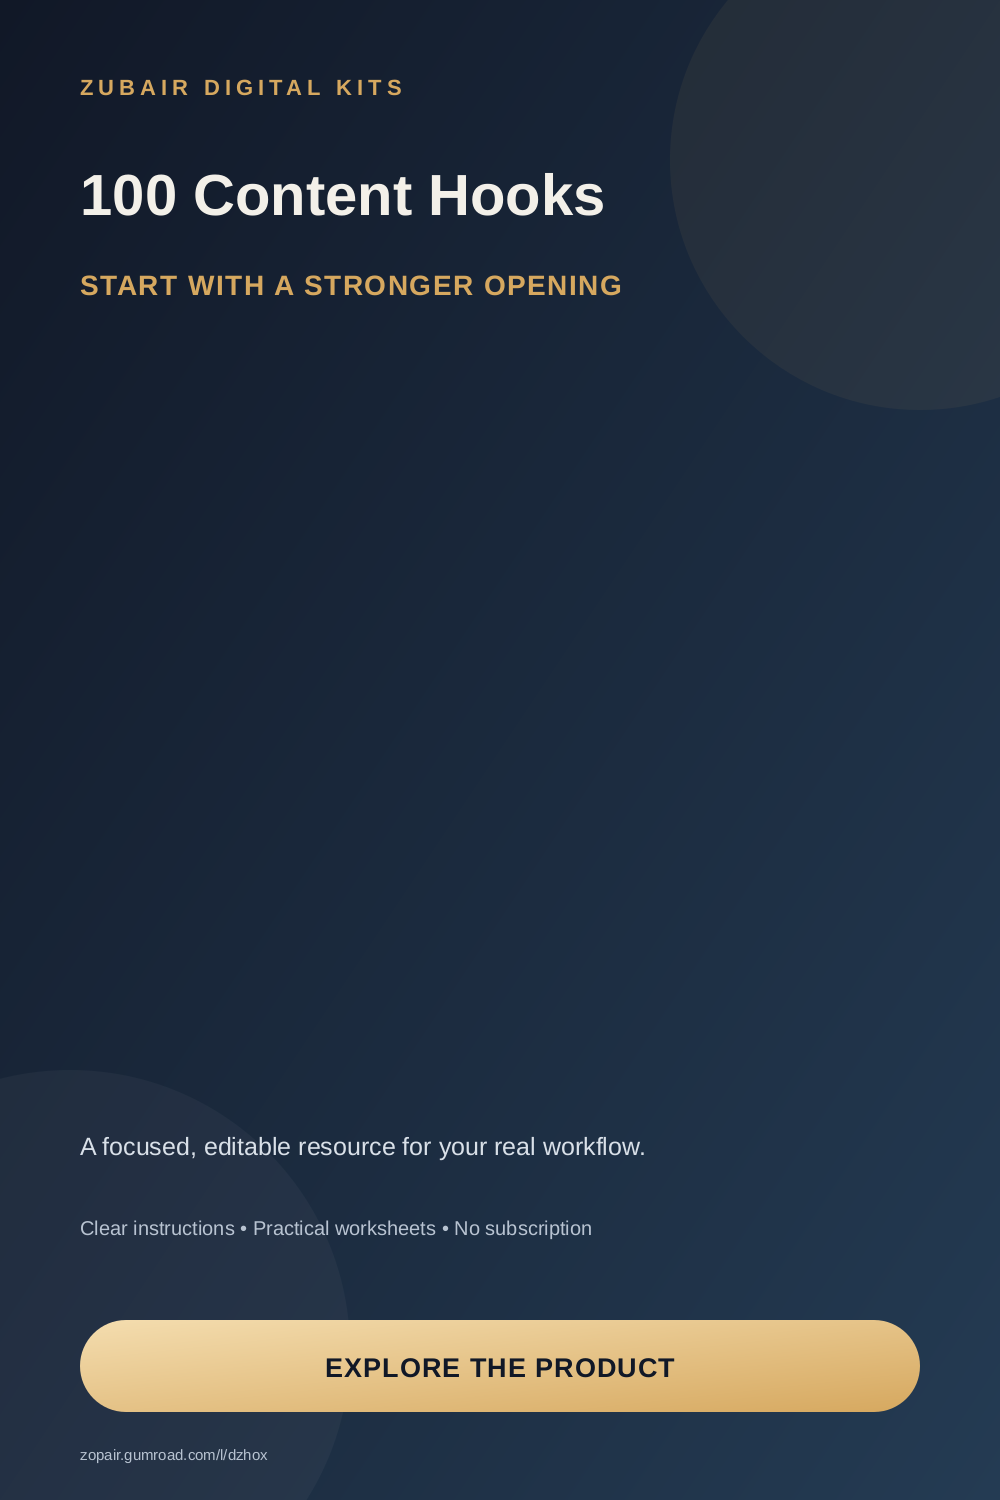 ZUBAIR DIGITAL KITS
100 Content Hooks
START WITH A STRONGER OPENING
A focused, editable resource for your real workflow.
Clear instructions • Practical worksheets • No subscription
EXPLORE THE PRODUCT
zopair.gumroad.com/l/dzhox